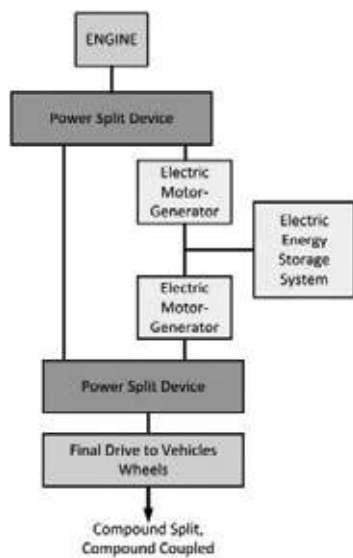 ENGINE
Power Split Device
Electric
Motor-
Generator
Electric
Energy
Storage
System
Electric
Motor-
Generator
Power Split Device
Final Drive to Vehicles
Wheels
Compound Split,
Compound Coupled